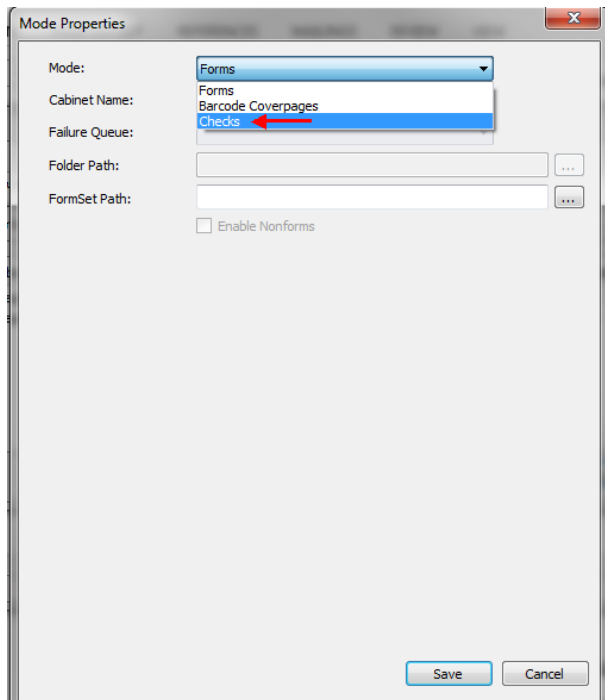 Mode Properties
Mode:
Forms
Forms
Cabinet Name:
Barcode Coverpages
Checks
Failure Queue:
Folder Path:
...
FormSet Path:
...
Enable Nonforms
Save
Cancel